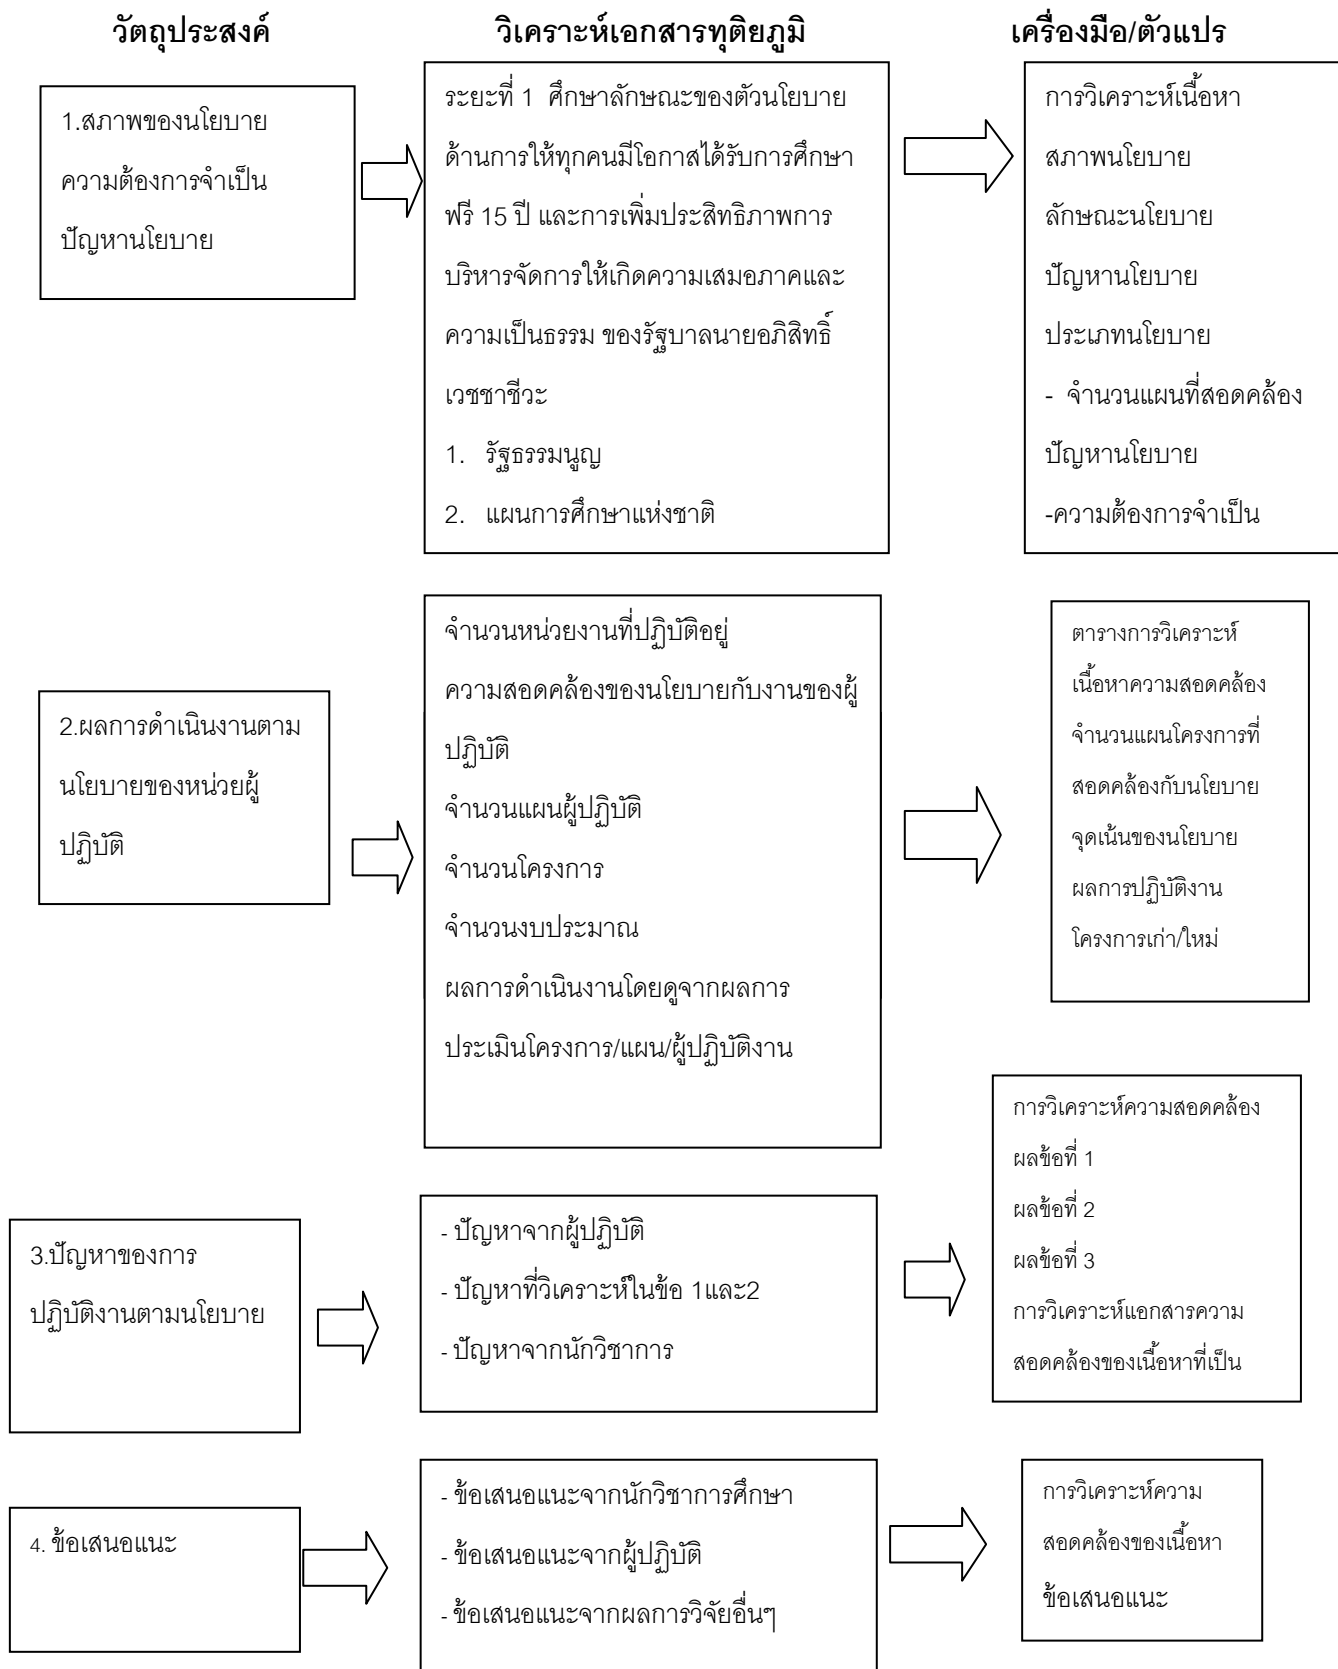 วัตถุประสงค์
วิเคราะห์เอกสารทุติยภูมิ
เครื่องมือ/ตัวแปร
1.สภาพของนโยบาย
ความต้องการจำเป็น
ปัญหานโยบาย
ระยะที่ 1 ศึกษาลักษณะของตัวนโยบาย
ด้านการให้ทุกคนมีโอกาสได้รับการศึกษา
ฟรี 15 ปี และการเพิ่มประสิทธิภาพการ
บริหารจัดการให้เกิดความเสมอภาคและ
ความเป็นธรรม ของรัฐบาลนายอภิสิทธิ์
เวชชาชีวะ
1. รัฐธรรมนูญ
2. แผนการศึกษาแห่งชาติ
การวิเคราะห์เนื้อหา
สภาพนโยบาย
ลักษณะนโยบาย
ปัญหานโยบาย
ประเภทนโยบาย
- จำนวนแผนที่สอดคล้อง
ปัญหานโยบาย
-ความต้องการจำเป็น
2.ผลการดำเนินงานตาม
นโยบายของหน่วยผู้
ปฏิบัติ
จำนวนหน่วยงานที่ปฏิบัติอยู่
ความสอดคล้องของนโยบายกับงานของผู้
ปฏิบัติ
จำนวนแผนผู้ปฏิบัติ
จำนวนโครงการ
จำนวนงบประมาณ
ผลการดำเนินงานโดยดูจากผลการ
ประเมินโครงการ/แผน/ผู้ปฏิบัติงาน
ตารางการวิเคราะห์
เนื้อหาความสอดคล้อง
จำนวนแผนโครงการที่
สอดคล้องกับนโยบาย
จุดเน้นของนโยบาย
ผลการปฏิบัติงาน
โครงการเก่า/ใหม่
3.ปัญหาของการ
ปฏิบัติงานตามนโยบาย
- ปัญหาจากผู้ปฏิบัติ
- ปัญหาที่วิเคราะห์ในข้อ 1และ2
- ปัญหาจากนักวิชาการ
การวิเคราะห์ความสอดคล้อง
ผลข้อที่ 1
ผลข้อที่ 2
ผลข้อที่ 3
การวิเคราะห์แอกสารความ
สอดคล้องของเนื้อหาที่เป็น
4. ข้อเสนอแนะ
- ข้อเสนอแนะจากนักวิชาการศึกษา
- ข้อเสนอแนะจากผู้ปฏิบัติ
- ข้อเสนอแนะจากผลการวิจัยอื่นๆ
การวิเคราะห์ความ
สอดคล้องของเนื้อหา
ข้อเสนอแนะ